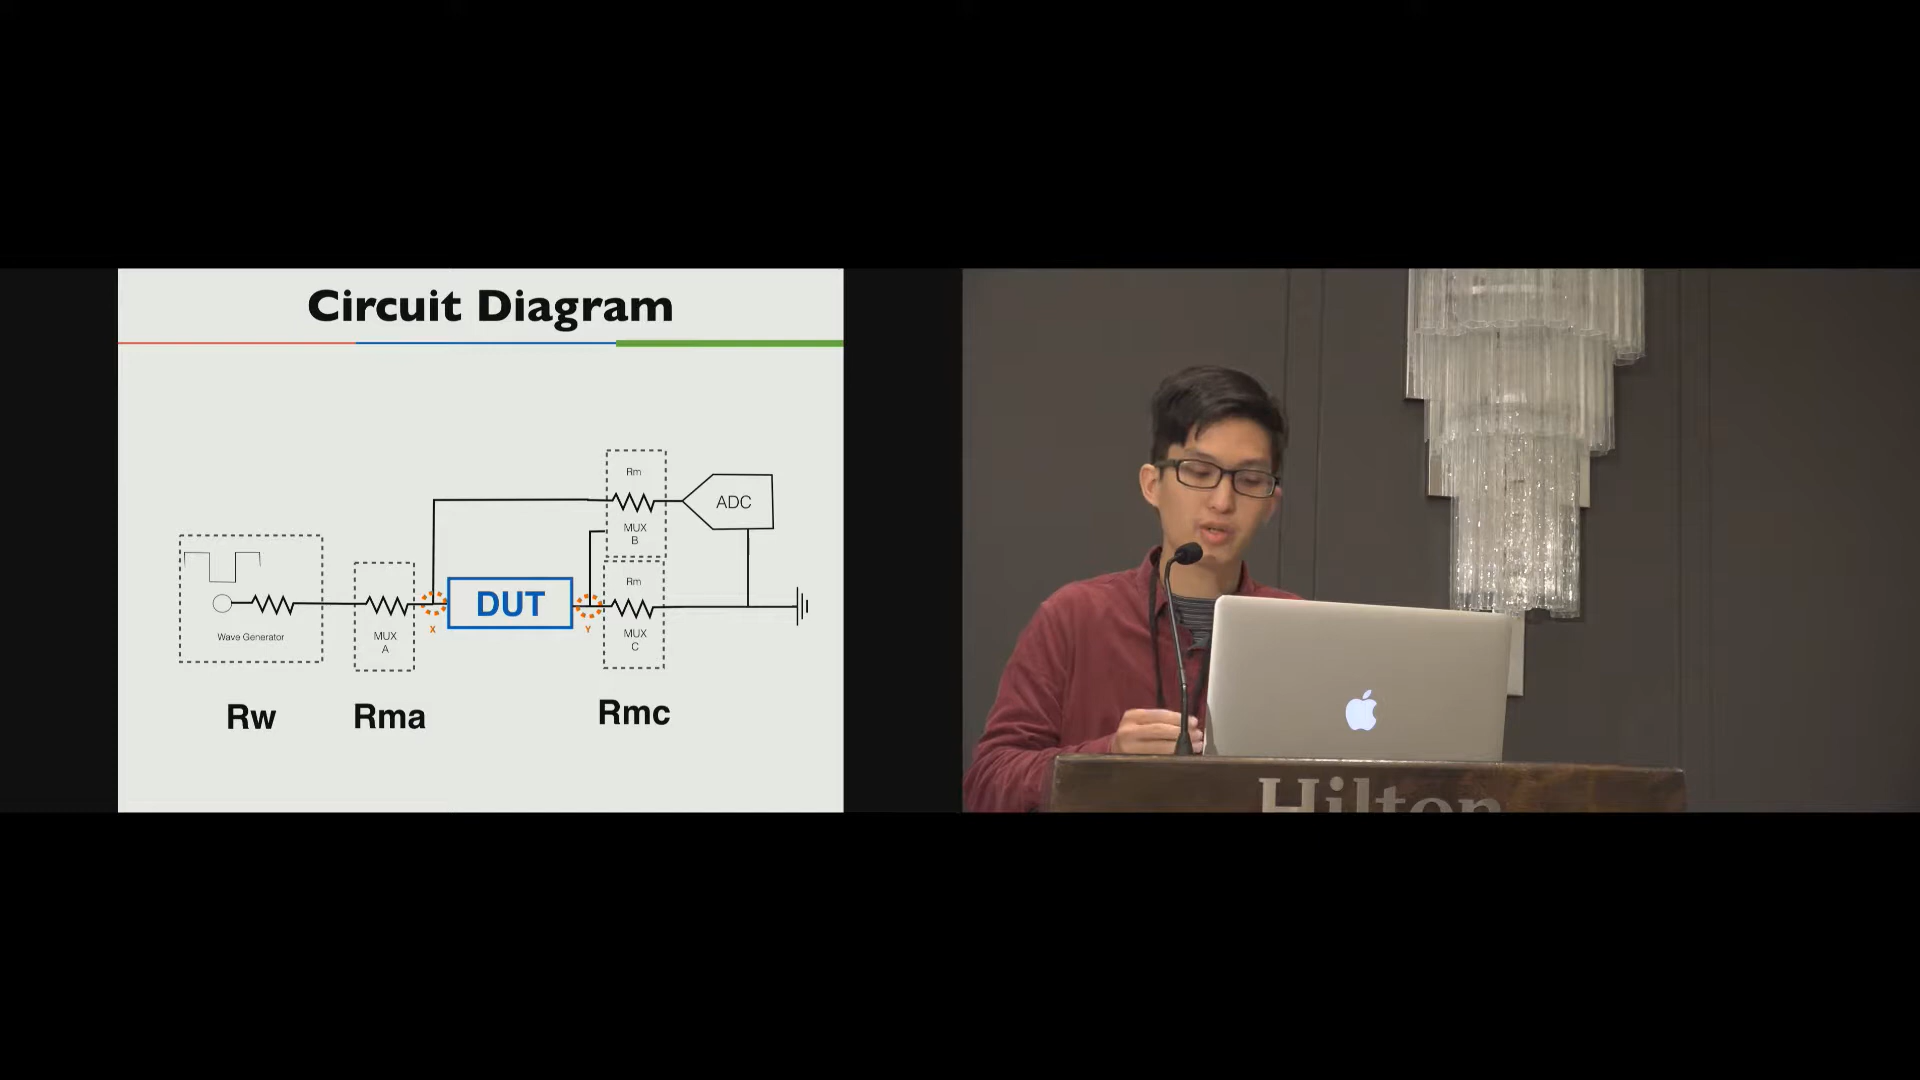 Circuit Diagram
Rm
ADC
MUX
B
Rm
DUT
Wave Generator
MUX
A
X
Y
MUX
C
Rw
Rma
Rmc
Hilton